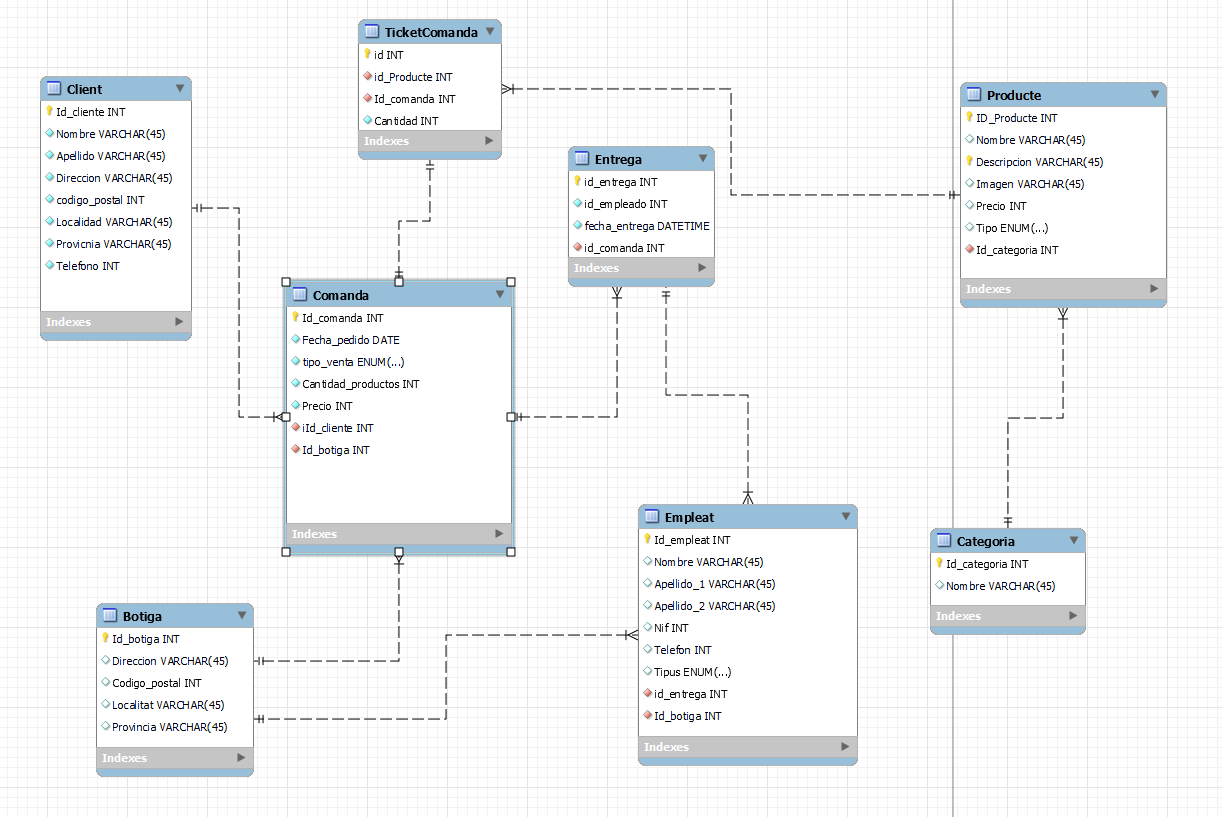 TicketComanda
id INT
id_Producte INT
Id_comanda INT
Cantidad INT
Indexes
Client
Id_cliente INT
Nombre VARCHAR(45)
Apellido VARCHAR(45)
Direccion VARCHAR(45)
codigo_postal INT
Localidad VARCHAR(45)
Provicnia VARCHAR(45)
Telefono INT
Indexes
Producte
ID_Producte INT
Nombre VARCHAR(45)
Descripcion VARCHAR(45)
Imagen VARCHAR(45)
Precio INT
Tipo ENUM(...)
Id_categoria INT
Indexes
Entrega
id_entrega INT
id_empleado INT
fecha_entrega DATETIME
id_comanda INT
Indexes
Comanda
Id_comanda INT
Fecha_pedido DATE
tipo_venta ENUM(...)
Cantidad_productos INT
Precio INT
iId_cliente INT
Id_botiga INT
Indexes
Empleat
Id_empleat INT
Nombre VARCHAR(45)
Apellido_1 VARCHAR(45)
Apellido_2 VARCHAR(45)
Nif INT
Telefon INT
Tipus ENUM(...)
id_entrega INT
Id_botiga INT
Indexes
Categoria
Id_categoria INT
Nombre VARCHAR(45)
Indexes
Botiga
Id_botiga INT
Direccion VARCHAR(45)
Codigo_postal INT
Localitat VARCHAR(45)
Provincia VARCHAR(45)
Indexes